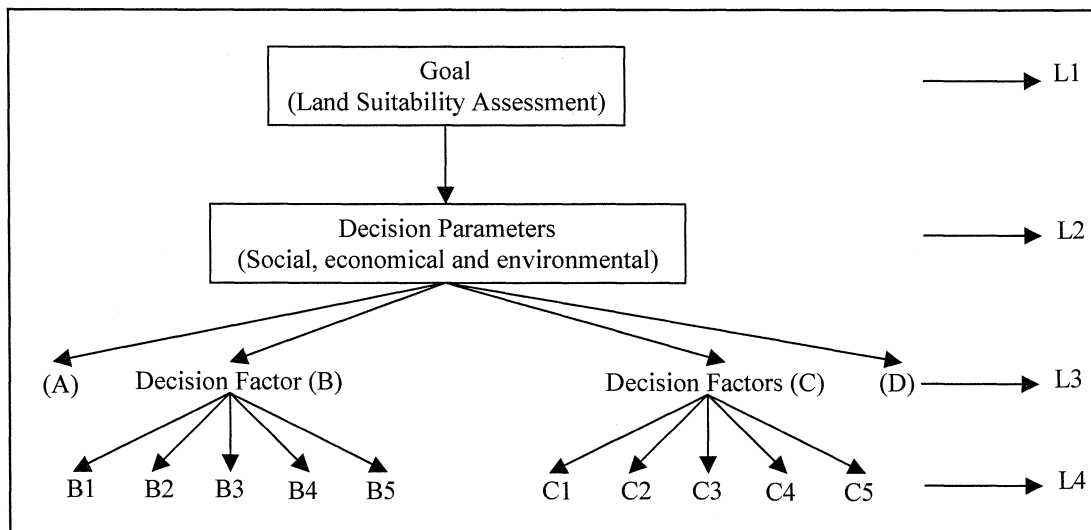 Goal
(Land Suitability Assessment)
L1
Decision Parameters
(Social, economical and environmental)
L2
(A) Decision Factor (B) Decision Factors (C) (D) L3
B1 B2 B3 B4 B5 C1 C2 C3 C4 C5 L4